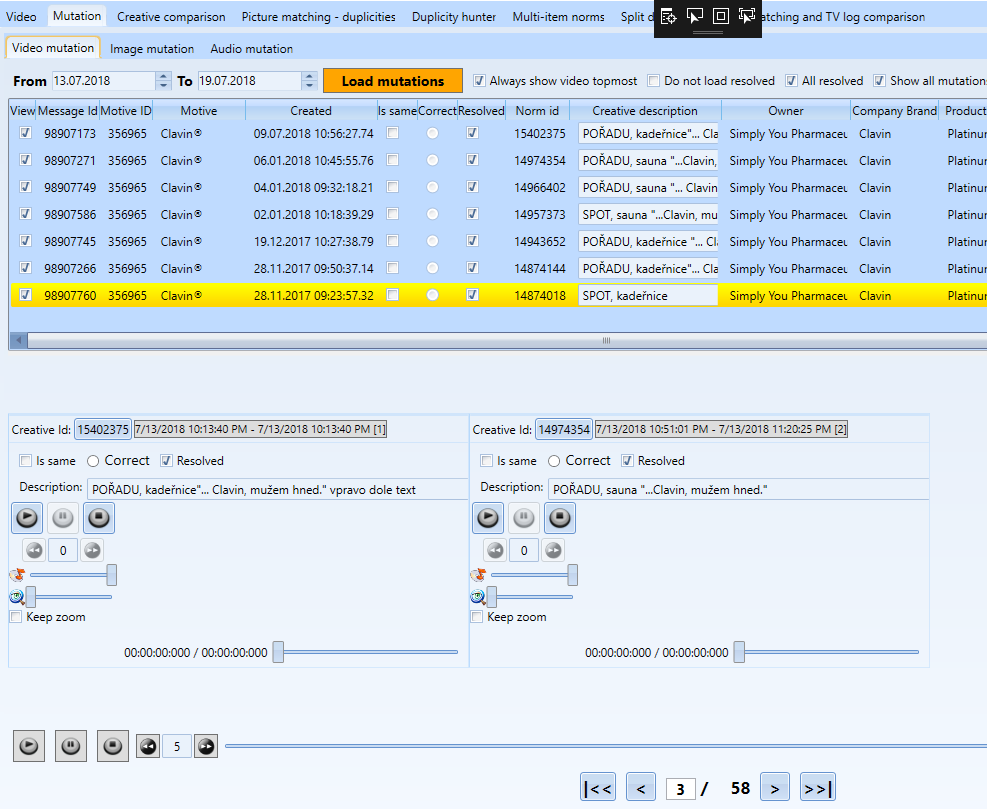 Video Mutation Creative comparison Picture matching - duplicities Duplicity hunter Multi-item norms Split d atching and TV log comparison
Video mutation Image mutation Audio mutation
From 13.07.2018 To 19.07.2018 Load mutations Always show video topmost Do not load resolved All resolved Show all mutation
View Message Id Motive ID Motive Created Is same Correct Resolved Norm id Creative description Owner Company Brand Product
98907173 356965 Clavin® 09.07.2018 10:56:27.74 15402375 POŘADU, kadeřnice"... Cla Simply You Pharmaceu Clavin Platinu
98907271 356965 Clavin® 06.01.2018 10:45:55.76 14974354 POŘADU, sauna "...Clavin, Simply You Pharmaceu Clavin Platinu
98907749 356965 Clavin® 04.01.2018 09:32:18.21 14966402 POŘADU, sauna "... Clavin Simply You Pharmaceu Clavin Platinu
98907586 356965 Clavin® 02.01.2018 10:18:39.29 14957373 SPOT, sauna "...Clavin, mu Simply You Pharmaceu Clavin Platinu
98907745 356965 Clavin® 19.12.2017 10:27:38.79 14943652 POŘADU, kadeřnice "... Cl Simply You Pharmaceu Clavin Platinu
98907266 356965 Clavin® 28.11.2017 09:50:37.14 14874144 POŘADU, kadeřnice"... Cla Simply You Pharmaceu Clavin Platinu
98907760 356965 Clavin® 28.11.2017 09:23:57.32 14874018 SPOT, kadeřnice Simply You Pharmaceu Clavin Platinu
Creative Id: 15402375 7/13/2018 10:13:40 PM - 7/13/2018 10:13:40 PM [1]
Is same Correct Resolved
Description: POŘADU, kadeřnice"... Clavin, mužem hned." vpravo dole text
0
Keep zoom
00:00:00:000 / 00:00:00:000
Creative Id: 14974354 7/13/2018 10:51:01 PM - 7/13/2018 11:20:25 PM [2]
Is same Correct Resolved
Description: POŘADU, sauna "...Clavin, mužem hned."
0
Keep zoom
00:00:00:000 / 00:00:00:000
5
|<< < 3 / 58 > >>|